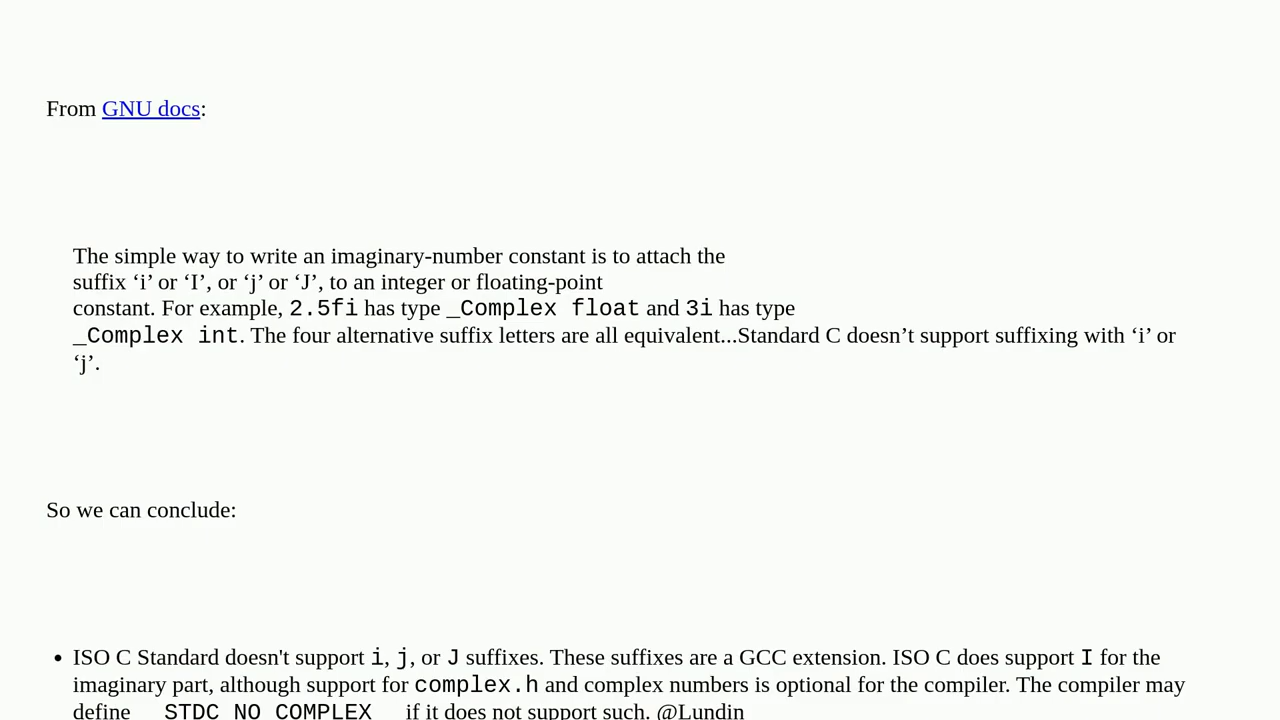 From GNU docs:
The simple way to write an imaginary-number constant is to attach the
suffix ‘i’ or ‘I’, or ‘j’ or ‘J’, to an integer or floating-point
constant. For example, 2.5fi has type _Complex float and 3i has type
_Complex int. The four alternative suffix letters are all equivalent...Standard C doesn’t support suffixing with ‘i’ or
‘j’.
So we can conclude:
• ISO C Standard doesn't support i, j, or J suffixes. These suffixes are a GCC extension. ISO C does support I for the
imaginary part, although support for complex.h and complex numbers is optional for the compiler. The compiler may
define __STDC_NO_COMPLEX__ if it does not support such. @Lundin